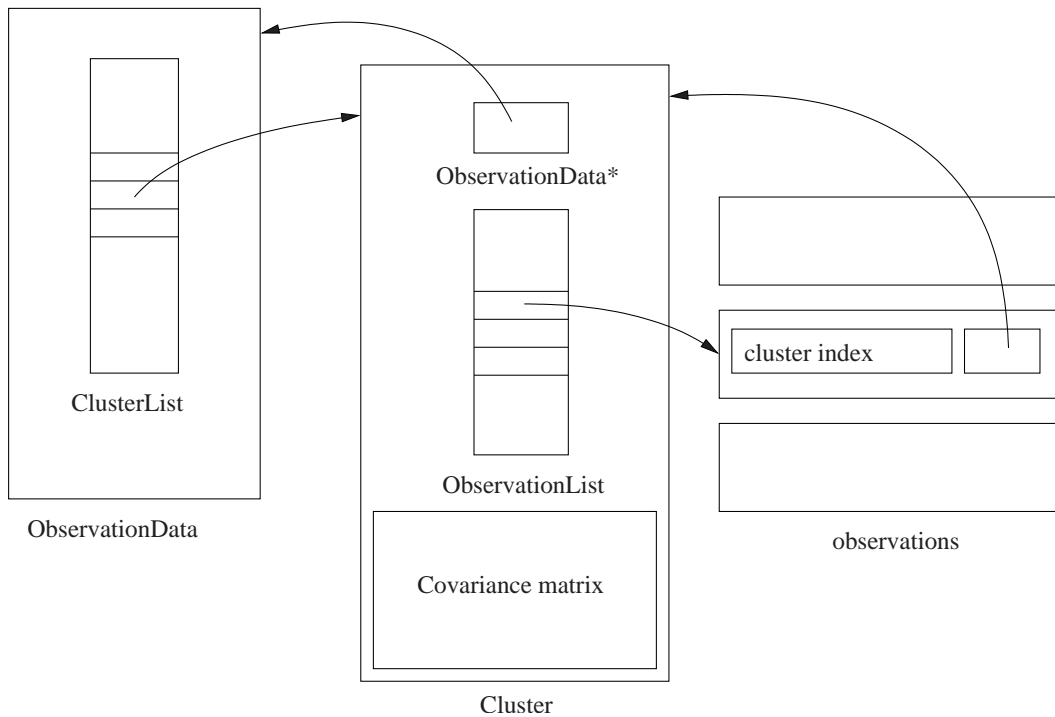 ClusterList
ObservationData
ObservationData*
ObservationList
Covariance matrix
Cluster
cluster index
observations